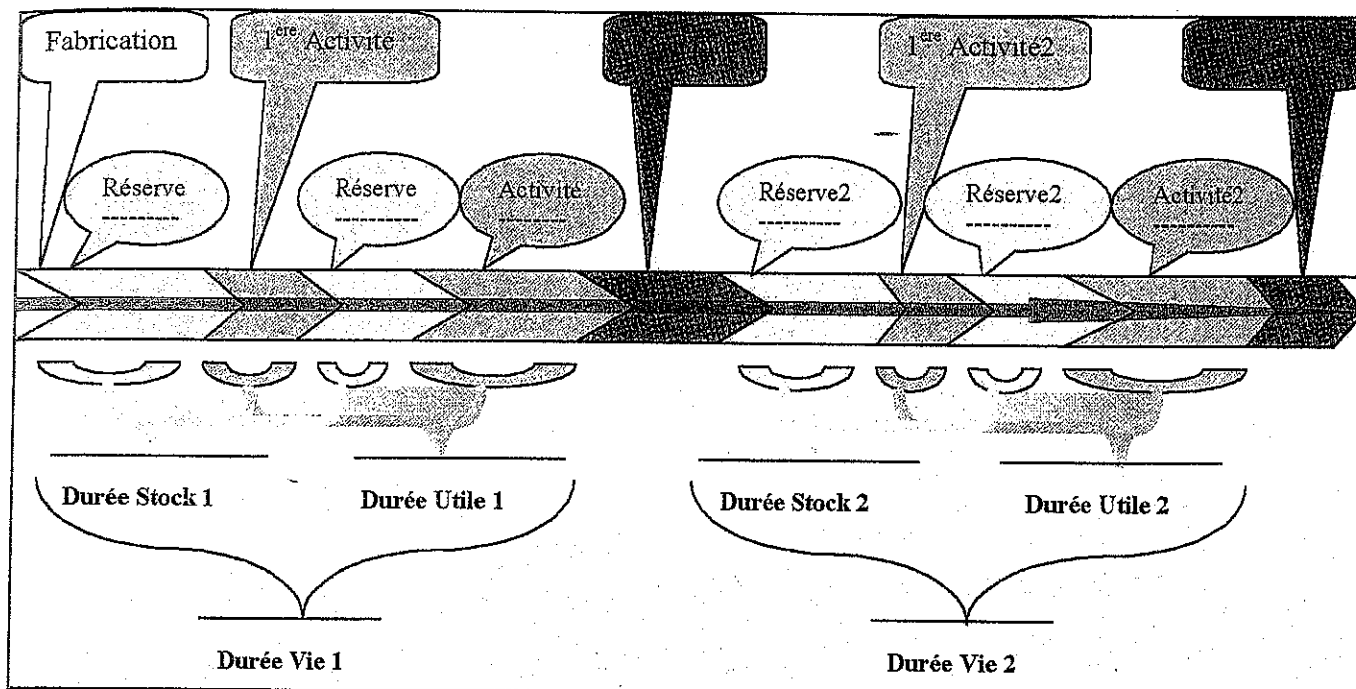 Fabrication
1ère Activité
1ère Activité2
Réserve
Réserve
Activité
Réserve2
Réserve2
Activité2
Durée Stock 1
Durée Utile 1
Durée Stock 2
Durée Utile 2
Durée Vie 1
Durée Vie 2